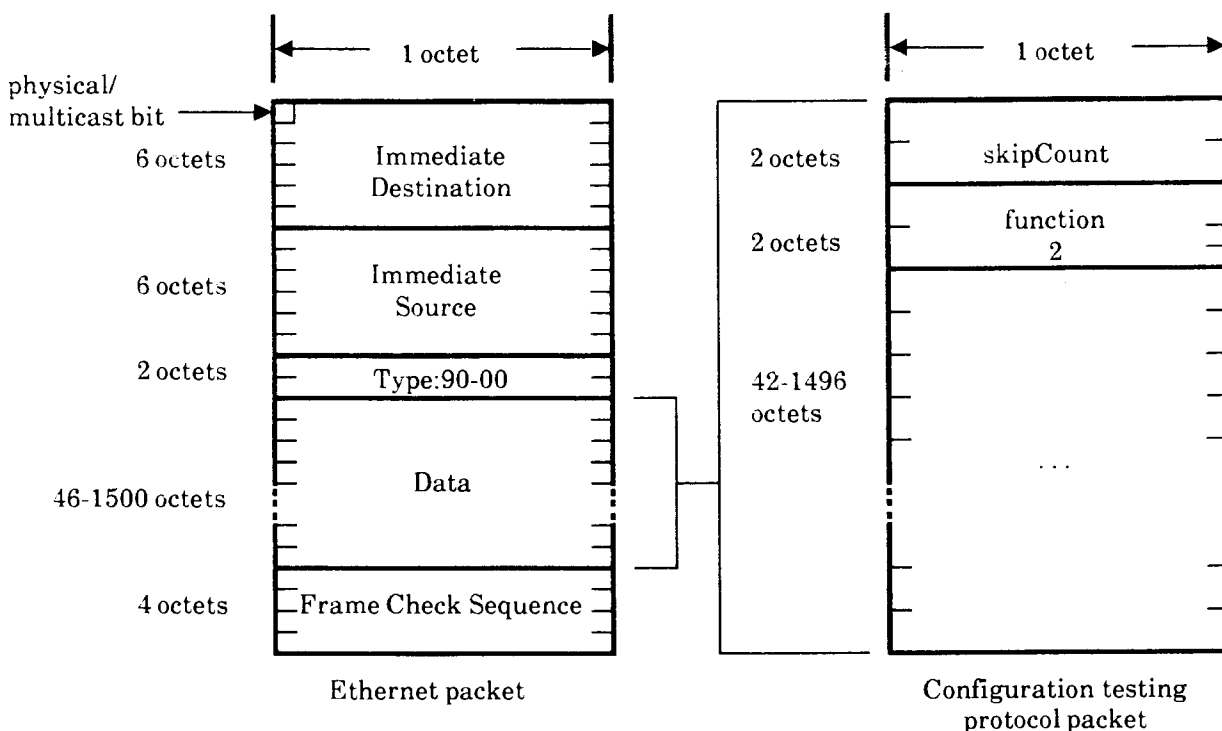 1 octet
physical/
multicast bit
6 octets
Immediate
Destination
6 octets
Immediate
Source
2 octets
Type:90-00
46-1500 octets
Data
4 octets
Frame Check Sequence
Ethernet packet
1 octet
2 octets
skipCount
2 octets
function
2
42-1496
octets
...
Configuration testing
protocol packet